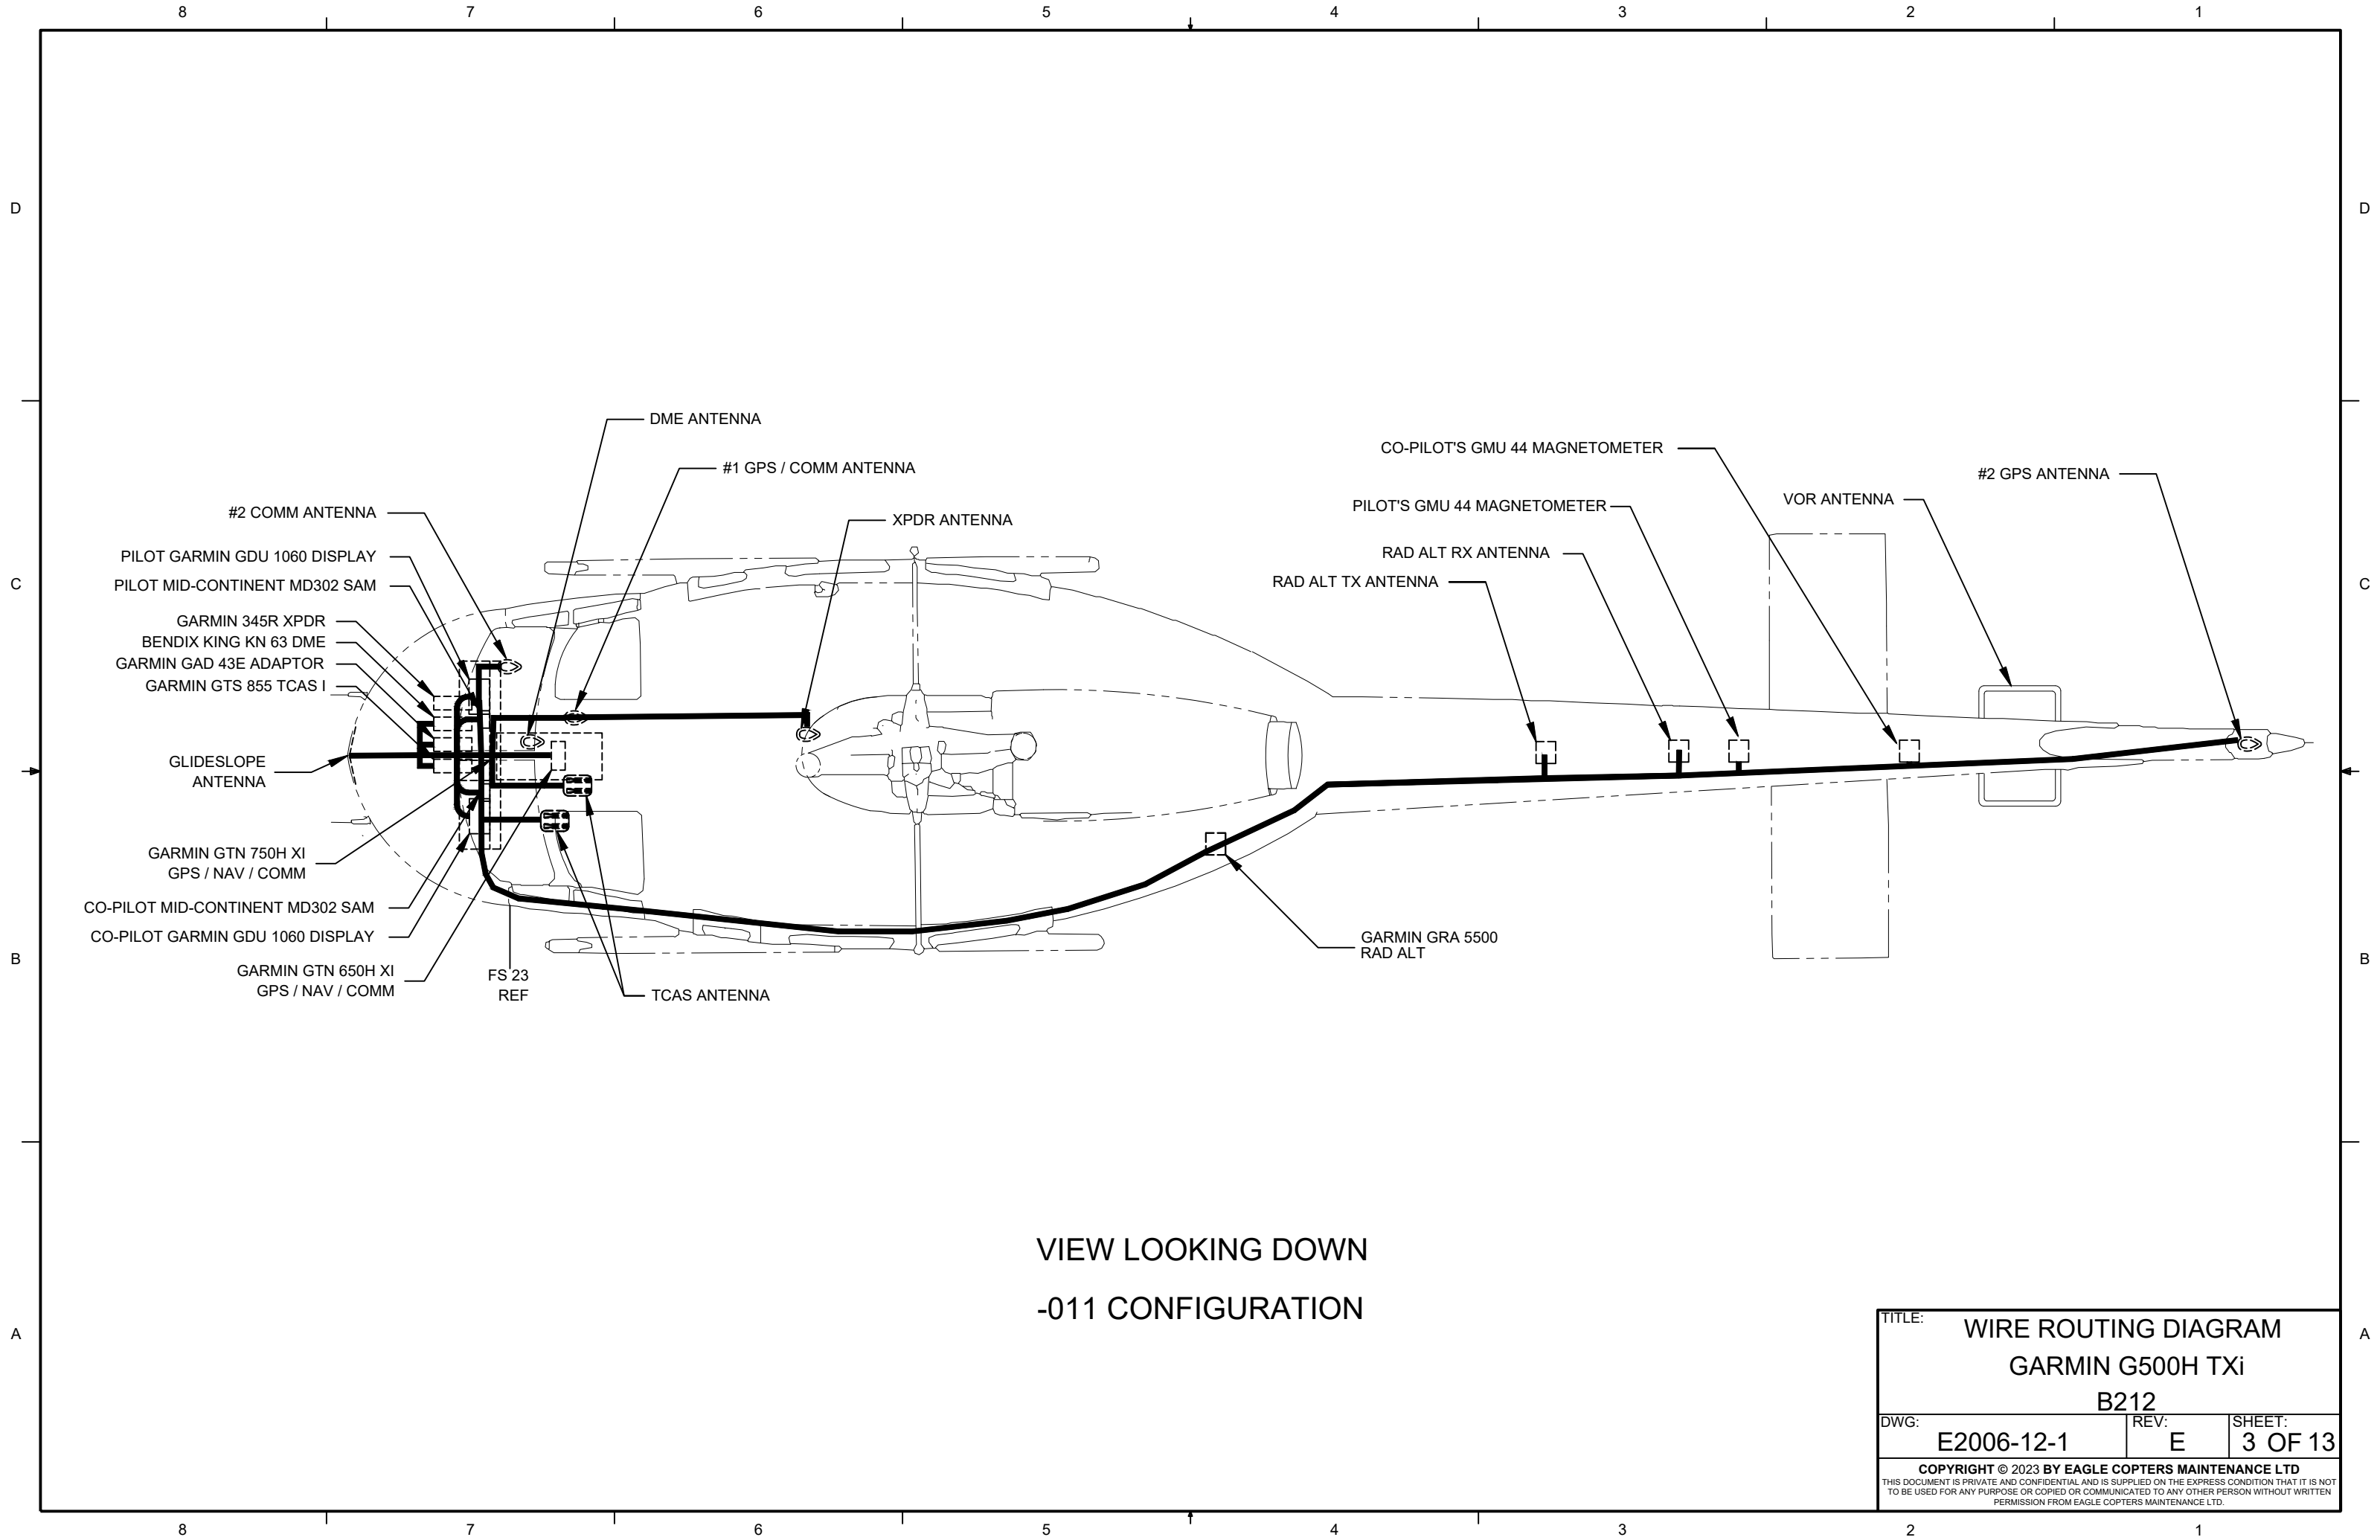 8 7 6 5 4 3 2 1
D D
DME ANTENNA
CO-PILOT'S GMU 44 MAGNETOMETER
#1 GPS / COMM ANTENNA
#2 GPS ANTENNA
VOR ANTENNA
PILOT'S GMU 44 MAGNETOMETER
#2 COMM ANTENNA
XPDR ANTENNA
RAD ALT RX ANTENNA
PILOT GARMIN GDU 1060 DISPLAY
RAD ALT TX ANTENNA
C C
PILOT MID-CONTINENT MD302 SAM
GARMIN 345R XPDR
BENDIX KING KN 63 DME
GARMIN GAD 43E ADAPTOR
GARMIN GTS 855 TCAS I
GLIDESLOPE
ANTENNA
GARMIN GTN 750H XI
GPS / NAV / COMM
CO-PILOT MID-CONTINENT MD302 SAM
CO-PILOT GARMIN GDU 1060 DISPLAY
GARMIN GRA 5500
RAD ALT
B B
GARMIN GTN 650H XI
GPS / NAV / COMM
FS 23
REF
TCAS ANTENNA
VIEW LOOKING DOWN
-011 CONFIGURATION
A A
TITLE:
WIRE ROUTING DIAGRAM
GARMIN G500H TXi
B212
DWG: REV: SHEET:
E2006-12-1 E 3 OF 13
COPYRIGHT © 2023 BY EAGLE COPTERS MAINTENANCE LTD
THIS DOCUMENT IS PRIVATE AND CONFIDENTIAL AND IS SUPPLIED ON THE EXPRESS CONDITION THAT IT IS NOT
TO BE USED FOR ANY PURPOSE OR COPIED OR COMMUNICATED TO ANY OTHER PERSON WITHOUT WRITTEN
PERMISSION FROM EAGLE COPTERS MAINTENANCE LTD.
8 7 6 5 4 3 2 1